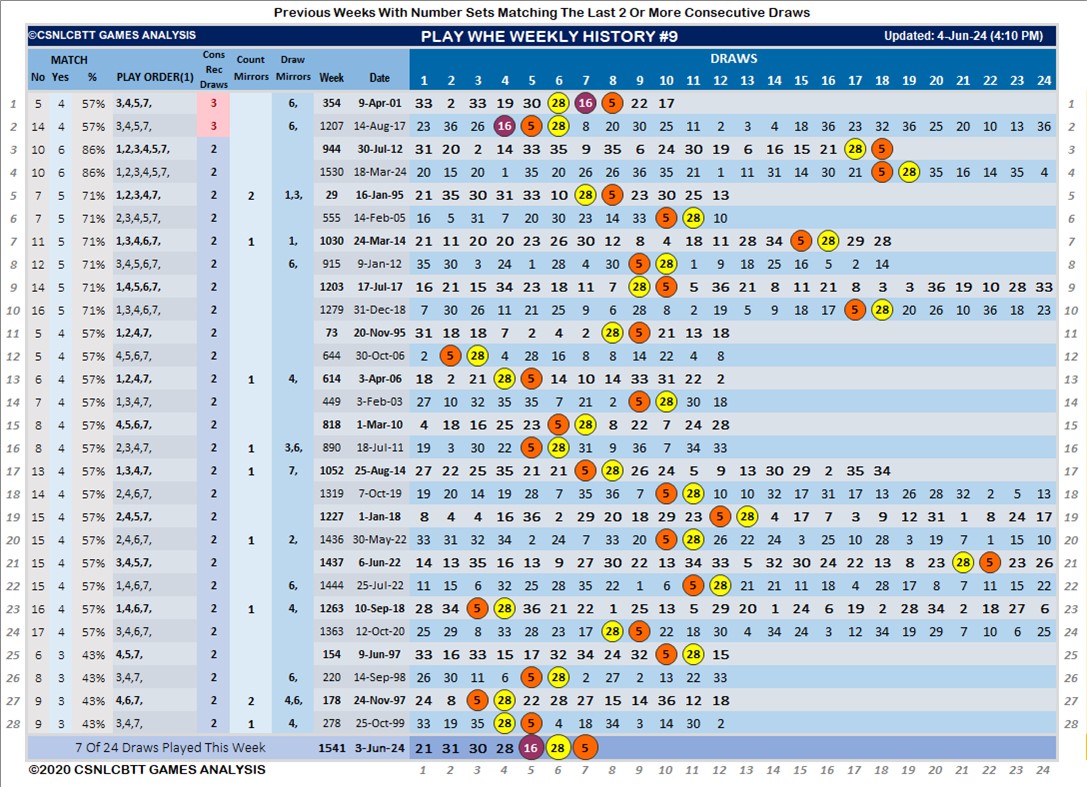 Previous Weeks With Number Sets Matching The Last 2 Or More Consecutive Draws
©CSNLCBTT GAMES ANALYSIS PLAY WHE WEEKLY HISTORY #9 Updated: 4-Jun-24 (4:10 PM)
MATCH Cons Rec Draws Count Mirrors Draw Mirrors DRAWS
No Yes % PLAY ORDER(1) Week Date 1 2 3 4 5 6 7 8 9 10 11 12 13 14 15 16 17 18 19 20 21 22 23 24
1 5 4 57% 3,4,5,7, 3 6, 354 9-Apr-01 33 2 33 19 30 28 16 5 22 17 1
2 14 4 57% 3,4,5,7, 3 6, 1207 14-Aug-17 23 36 26 16 5 28 8 20 30 25 11 2 3 4 18 36 23 32 36 25 20 10 13 36 2
3 10 6 86% 1,2,3,4,5,7, 2 944 30-Jul-12 31 20 2 14 33 35 9 35 6 24 30 19 6 16 15 21 28 5 3
4 10 6 86% 1,2,3,4,5,7, 2 1530 18-Mar-24 20 15 20 1 35 20 26 26 36 35 21 1 11 31 14 30 21 5 28 35 16 14 35 4 4
5 7 5 71% 1,2,3,4,7, 2 2 1,3, 29 16-Jan-95 21 35 30 31 33 10 28 5 23 30 25 13 5
6 7 5 71% 2,3,4,5,7, 2 555 14-Feb-05 16 5 31 7 20 30 23 14 33 5 28 10 6
7 11 5 71% 1,3,4,6,7, 2 1 1, 1030 24-Mar-14 21 11 20 20 23 26 30 12 8 4 18 11 28 34 5 28 29 28 7
8 12 5 71% 3,4,5,6,7, 2 6, 915 9-Jan-12 35 30 3 24 1 28 4 30 5 28 1 9 18 25 16 5 2 14 8
9 14 5 71% 1,4,5,6,7, 2 1203 17-Jul-17 16 21 15 34 23 18 11 7 28 5 5 36 21 8 11 21 8 3 3 36 19 10 28 33 9
10 16 5 71% 1,3,4,6,7, 2 1279 31-Dec-18 7 30 26 11 21 25 9 6 28 8 2 19 5 9 18 17 5 28 20 26 10 36 18 23 10
11 5 4 57% 1,2,4,7, 2 73 20-Nov-95 31 18 18 7 2 4 2 28 5 21 13 18 11
12 5 4 57% 4,5,6,7, 2 644 30-Oct-06 2 5 28 4 28 16 8 8 14 22 4 8 12
13 6 4 57% 1,2,4,7, 2 1 4, 614 3-Apr-06 18 2 21 28 5 14 10 14 33 31 22 2 13
14 7 4 57% 1,3,4,7, 2 449 3-Feb-03 27 10 32 35 35 7 21 2 5 28 30 18 14
15 8 4 57% 4,5,6,7, 2 818 1-Mar-10 4 18 16 25 23 5 28 8 22 7 24 28 15
16 8 4 57% 2,3,4,7, 2 1 3,6, 890 18-Jul-11 19 3 30 22 5 28 31 9 36 7 34 33 16
17 13 4 57% 1,3,4,7, 2 1 7, 1052 25-Aug-14 27 22 25 35 21 21 5 28 26 24 5 9 13 30 29 2 35 34 17
18 14 4 57% 2,4,6,7, 2 1319 7-Oct-19 19 20 14 19 28 7 35 36 7 5 28 10 10 32 17 31 17 13 26 28 32 2 5 13 18
19 15 4 57% 2,4,5,7, 2 1227 1-Jan-18 8 4 4 16 36 2 29 20 18 29 23 5 28 4 17 7 3 9 12 31 1 8 24 17 19
20 15 4 57% 2,4,6,7, 2 1 2, 1436 30-May-22 33 31 32 34 2 24 7 33 20 5 28 26 22 24 3 25 10 28 3 19 7 1 15 10 20
21 15 4 57% 4,5,6,7, 2 1437 6-Jun-22 14 13 35 16 13 9 27 30 22 13 34 33 5 32 30 24 22 13 8 23 28 5 23 26 21
22 15 4 57% 1,4,6,7, 2 6, 1444 25-Jul-22 11 15 6 32 25 28 35 22 1 6 5 28 21 21 11 18 4 28 17 8 7 11 15 22 22
23 16 4 57% 1,4,6,7, 2 1 4, 1263 10-Sep-18 28 34 5 28 36 21 22 1 25 13 5 29 20 1 24 6 19 2 28 34 2 18 27 6 23
24 17 4 57% 3,4,6,7, 2 1363 12-Oct-20 25 29 8 33 28 23 17 28 5 22 18 30 4 34 24 3 12 34 19 29 7 10 6 25 24
25 6 3 43% 4,5,7, 2 154 9-Jun-97 33 16 33 15 17 32 34 24 32 5 28 15 25
26 8 3 43% 3,4,7, 2 6, 220 14-Sep-98 26 30 11 6 5 28 2 27 2 13 22 33 26
27 9 3 43% 4,6,7, 2 2 4,6, 178 24-Nov-97 24 8 5 28 22 28 27 15 14 36 12 18 27
28 9 3 43% 3,4,7, 2 1 4, 278 25-Oct-99 33 19 35 28 5 4 18 34 3 14 30 2 28
7 Of 24 Draws Played This Week 1541 3-Jun-24 21 31 30 28 16 28 5
©2020 CSNLCBTT GAMES ANALYSIS 1 2 3 4 5 6 7 8 9 10 11 12 13 14 15 16 17 18 19 20 21 22 23 24